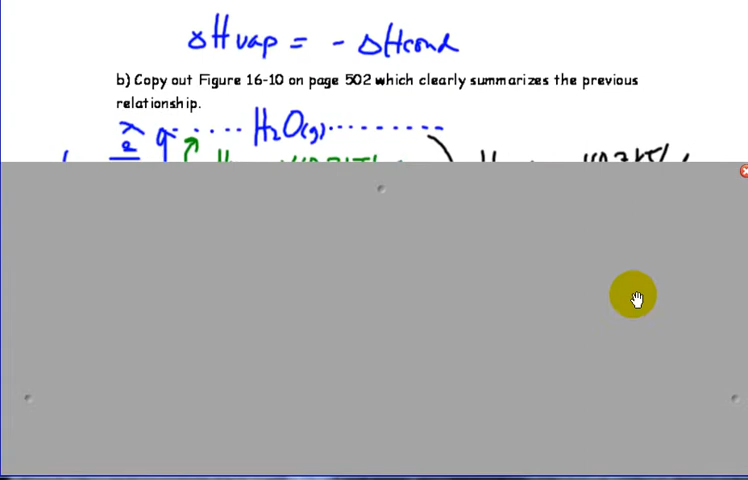 ΔHvap = - ΔHcond
b) Copy out Figure 16-10 on page 502 which clearly summarizes the previous
relationship.
H₂O(g)